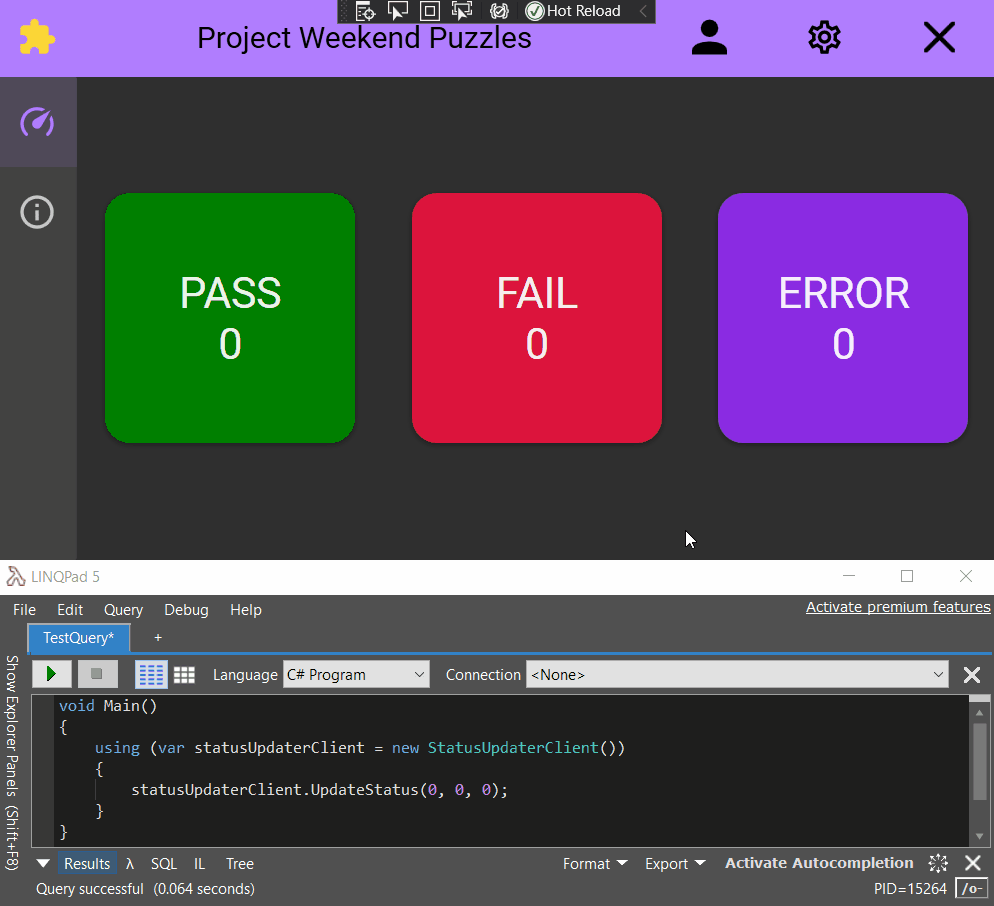 Hot Reload
Project Weekend Puzzles
PASS
0
FAIL
0
ERROR
0
LINQPad 5
File Edit Query Debug Help Activate premium features
TestQuery* +
Show Explorer Panels (Shift+F8)
Language C# Program Connection <None>
void Main()
{
using (var statusUpdaterClient = new StatusUpdaterClient())
{
statusUpdaterClient.UpdateStatus(0, 0, 0);
}
}
Results λ SQL IL Tree Format Export Activate Autocompletion
Query successful (0.064 seconds) PID=15264 /o-